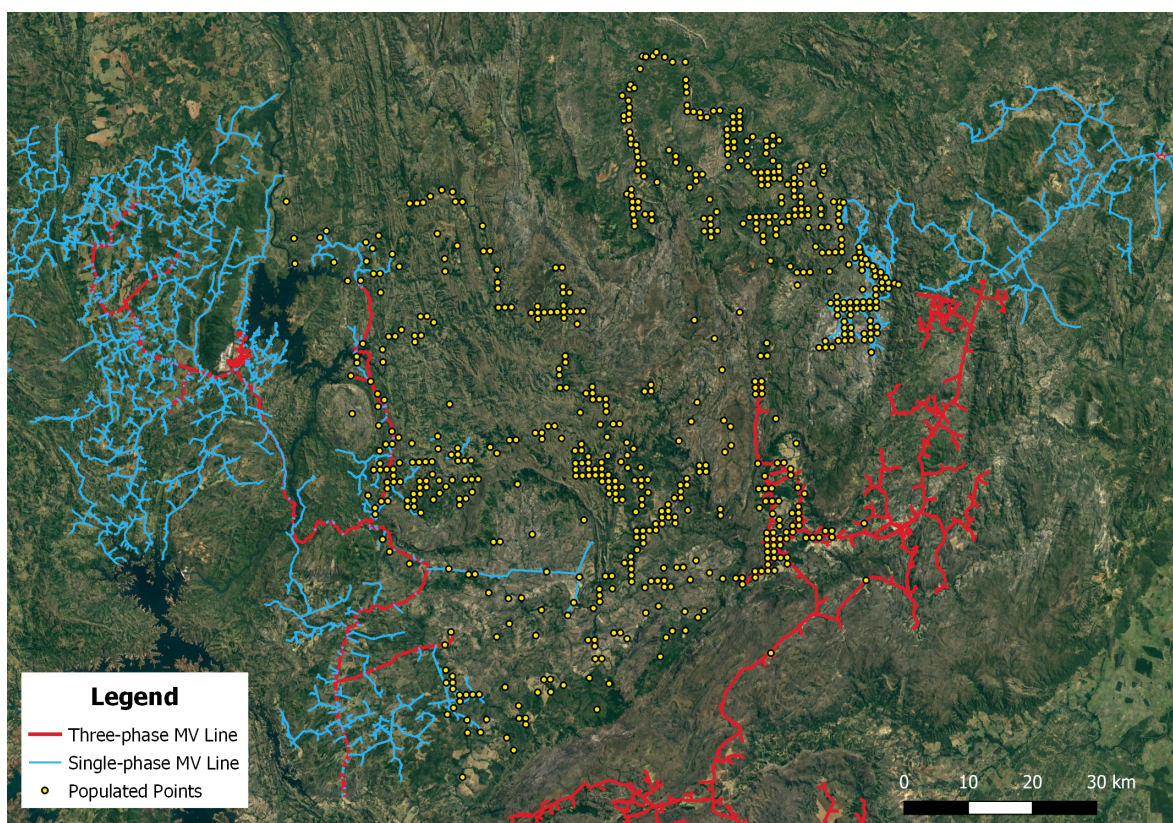 Legend
Three-phase MV Line
Single-phase MV Line
Populated Points
0 10 20 30 km